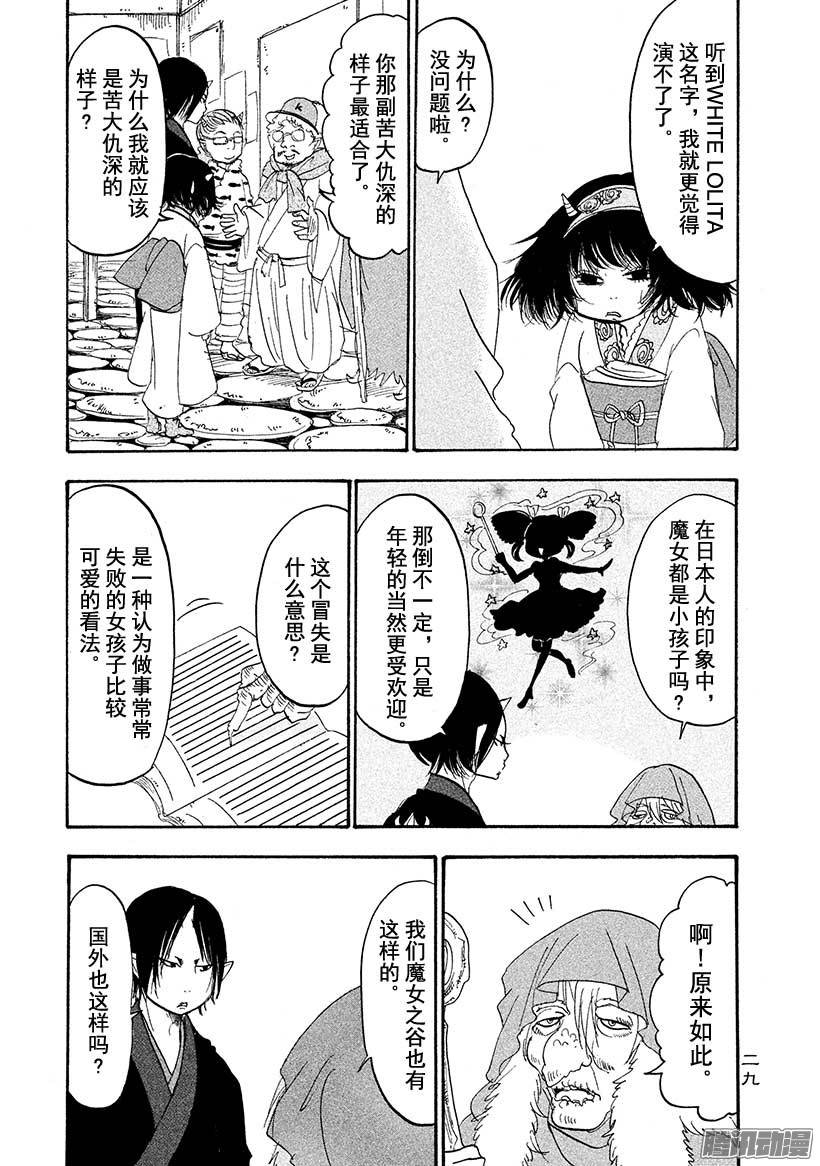 听到WHITE LOLITA
这名字，我就更觉得
演不了了。
为什么？
没问题啦。
你那副苦大仇深的
样子最适合了。
为什么我就应该
是苦大仇深的
样子？
K
在日本人的印象中，
魔女都是小孩子吗？
那倒不一定，只是
年轻的当然更受欢迎。
这个冒失是
什么意思？
是一种认为做事常常
失败的女孩子比较
可爱的看法。
啊！原来如此。
我们魔女之谷也有
这样的。
国外也这样吗？
二九
腾讯动漫